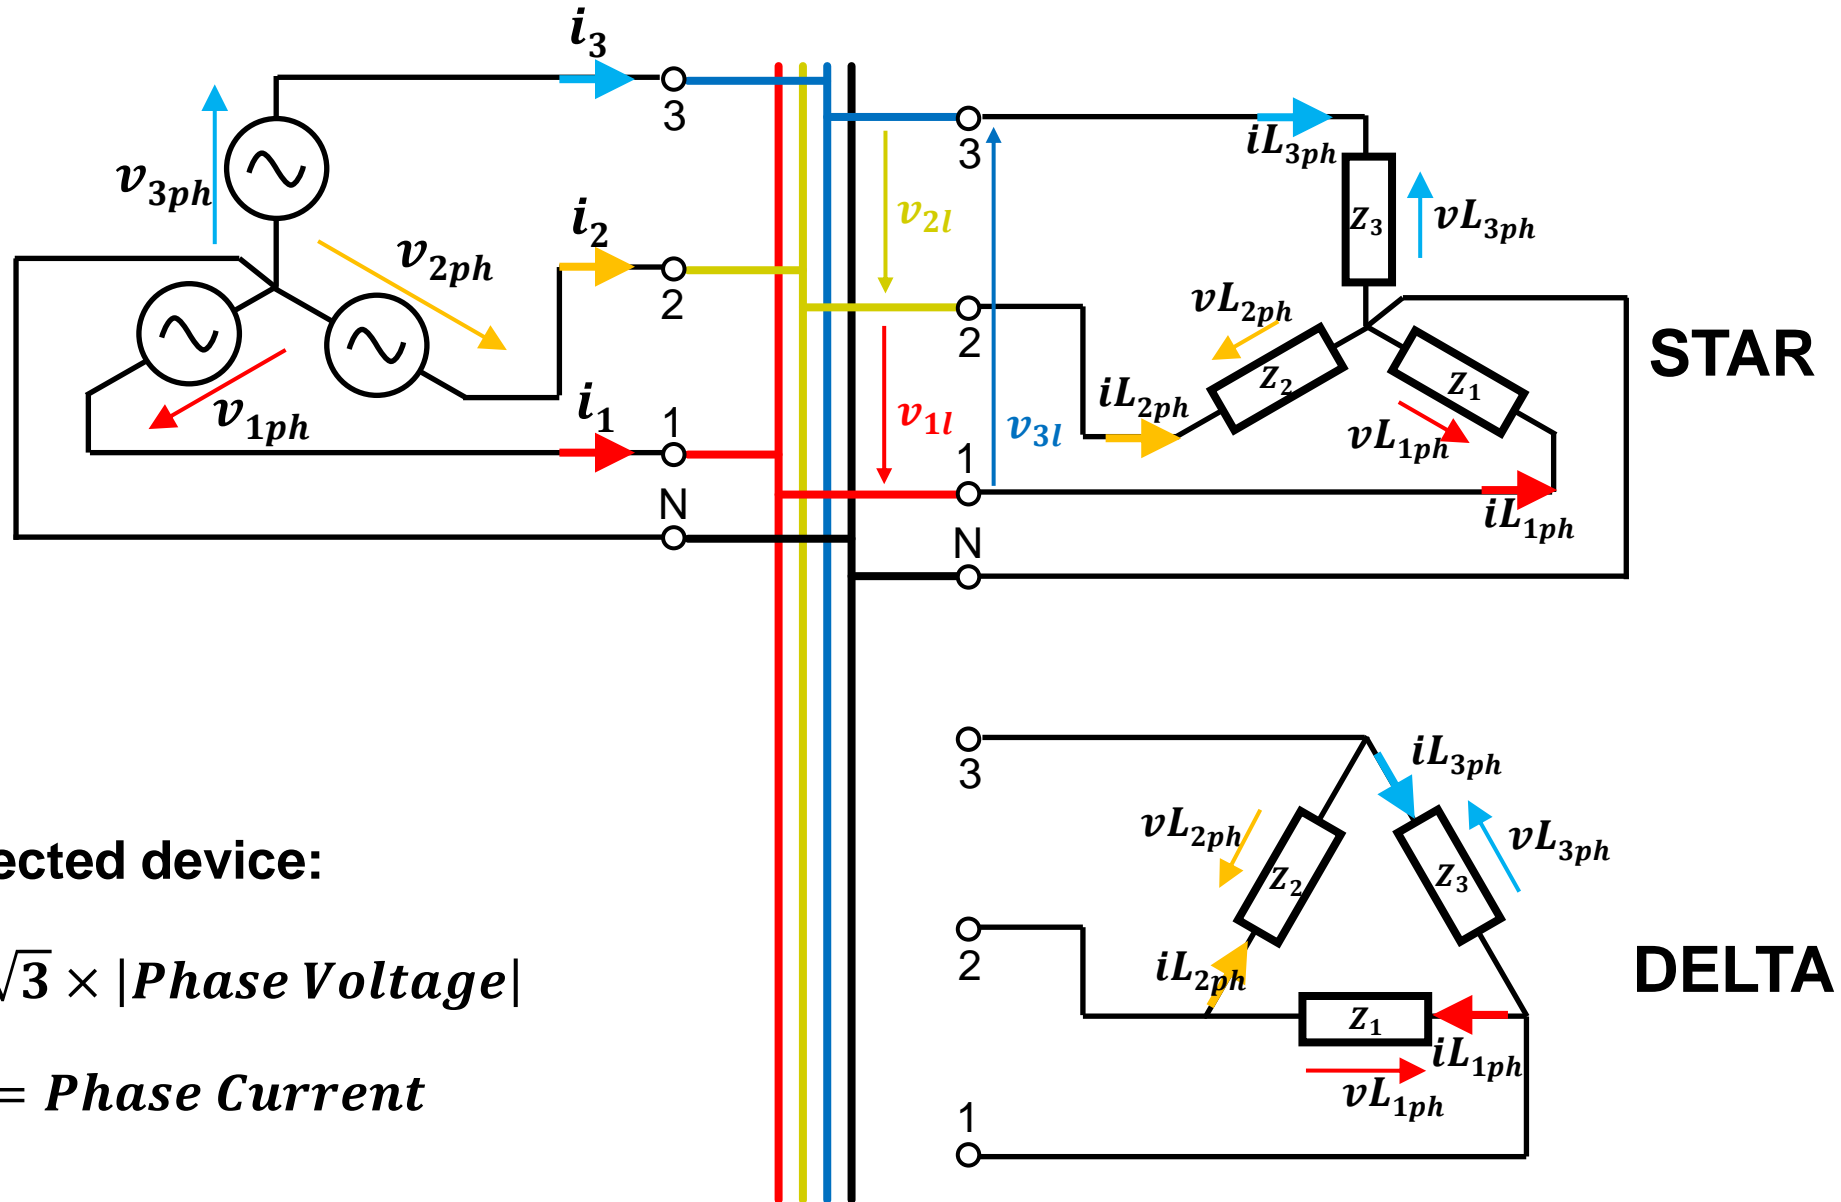 i₃
3
v₃ₚₕ
i₂
2
v₂ₚₕ
i₁
1
v₁ₚₕ
N
v₂ₗ
v₁ₗ
v₃ₗ
3
iL₃ₚₕ
Z₃
vL₃ₚₕ
2
vL₂ₚₕ
Z₂
iL₂ₚₕ
Z₁
vL₁ₚₕ
1
iL₁ₚₕ
N
STAR
3
iL₃ₚₕ
vL₂ₚₕ
Z₂
Z₃
vL₃ₚₕ
2
iL₂ₚₕ
Z₁
iL₁ₚₕ
vL₁ₚₕ
1
DELTA
ected device:
√3 × |Phase Voltage|
= Phase Current